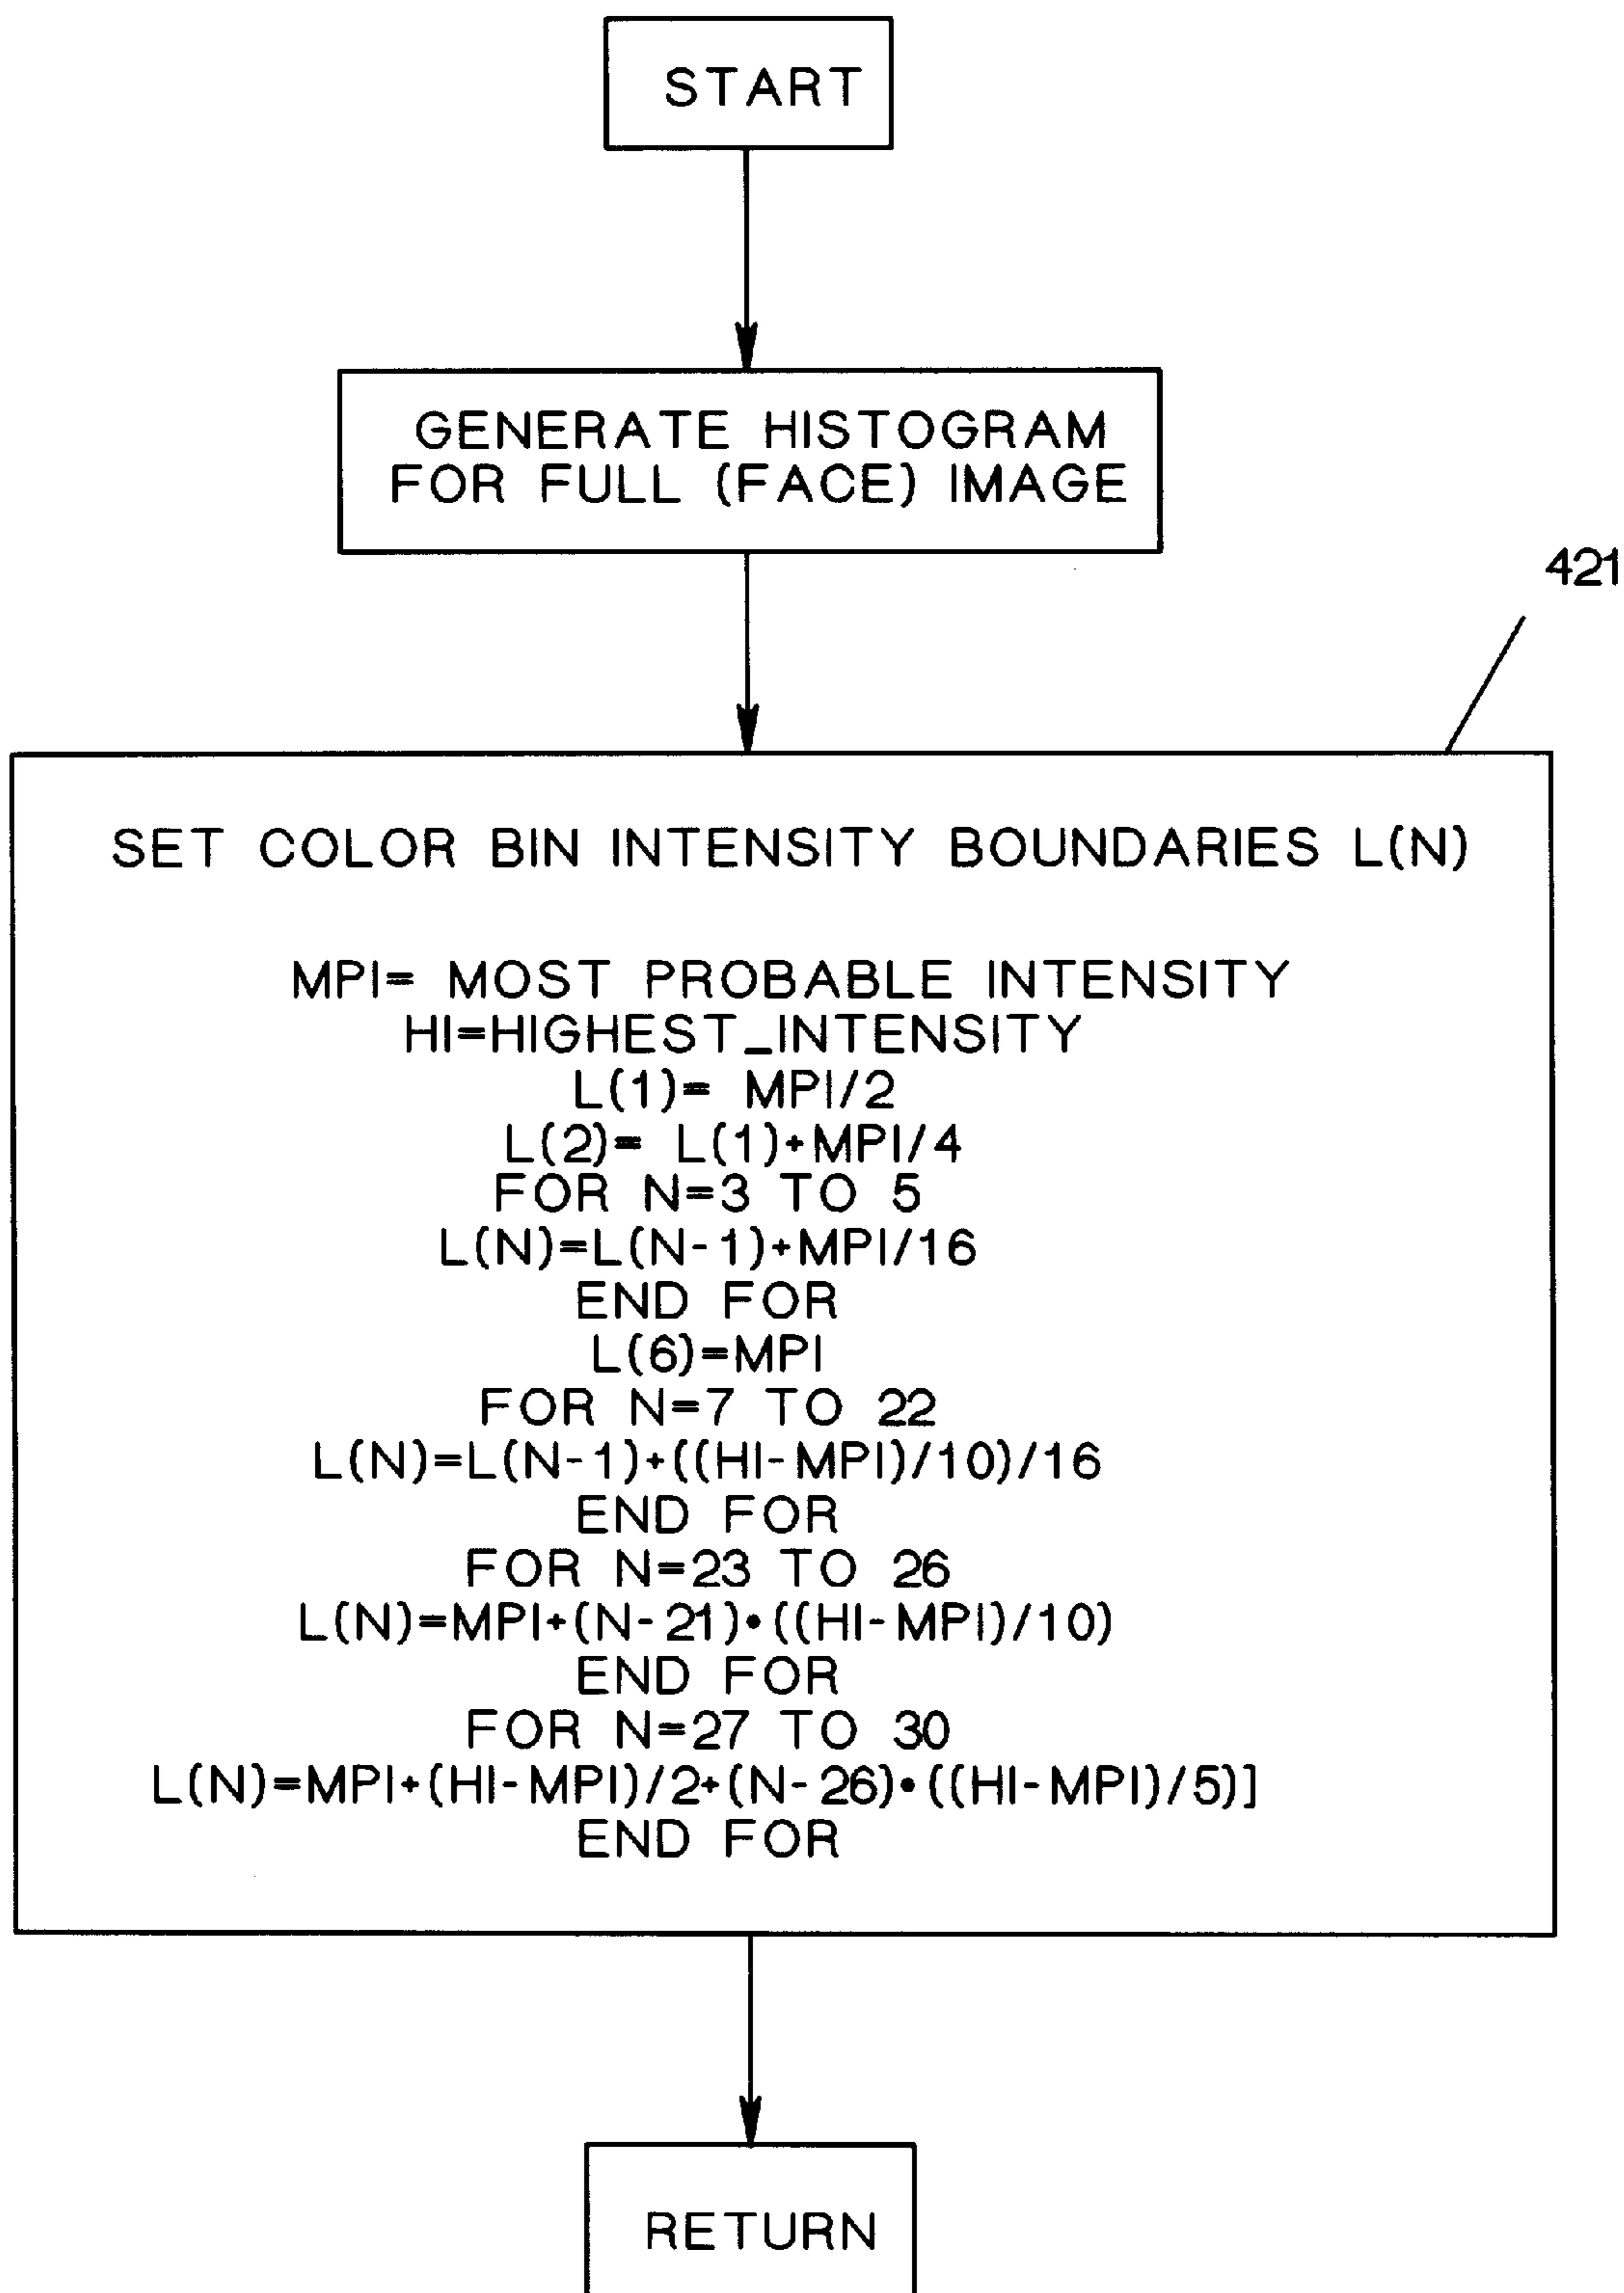 START
GENERATE HISTOGRAM
FOR FULL (FACE) IMAGE
421
SET COLOR BIN INTENSITY BOUNDARIES L(N)
MPI= MOST PROBABLE INTENSITY
HI=HIGHEST_INTENSITY
L(1)= MPI/2
L(2)= L(1)+MPI/4
FOR N=3 TO 5
L(N)=L(N-1)+MPI/16
END FOR
L(6)=MPI
FOR N=7 TO 22
L(N)=L(N-1)+((HI-MPI)/10)/16
END FOR
FOR N=23 TO 26
L(N)=MPI+(N-21)•((HI-MPI)/10)
END FOR
FOR N=27 TO 30
L(N)=MPI+(HI-MPI)/2+(N-26)•((HI-MPI)/5)]
END FOR
RETURN